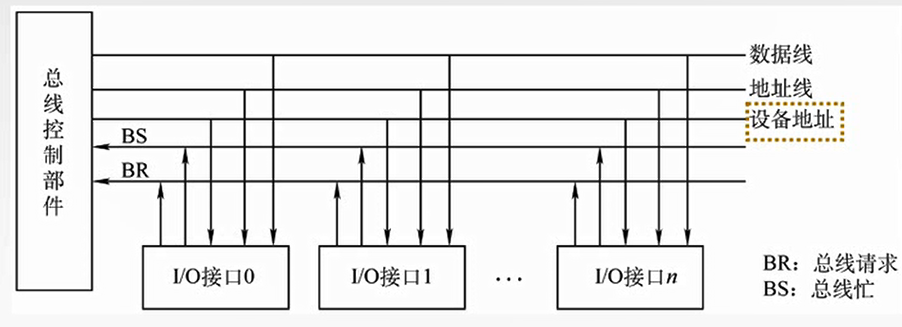 总线控制部件
数据线
地址线
设备地址
BS
BR
I/O接口0
I/O接口1
...
I/O接口n
BR：总线请求
BS：总线忙